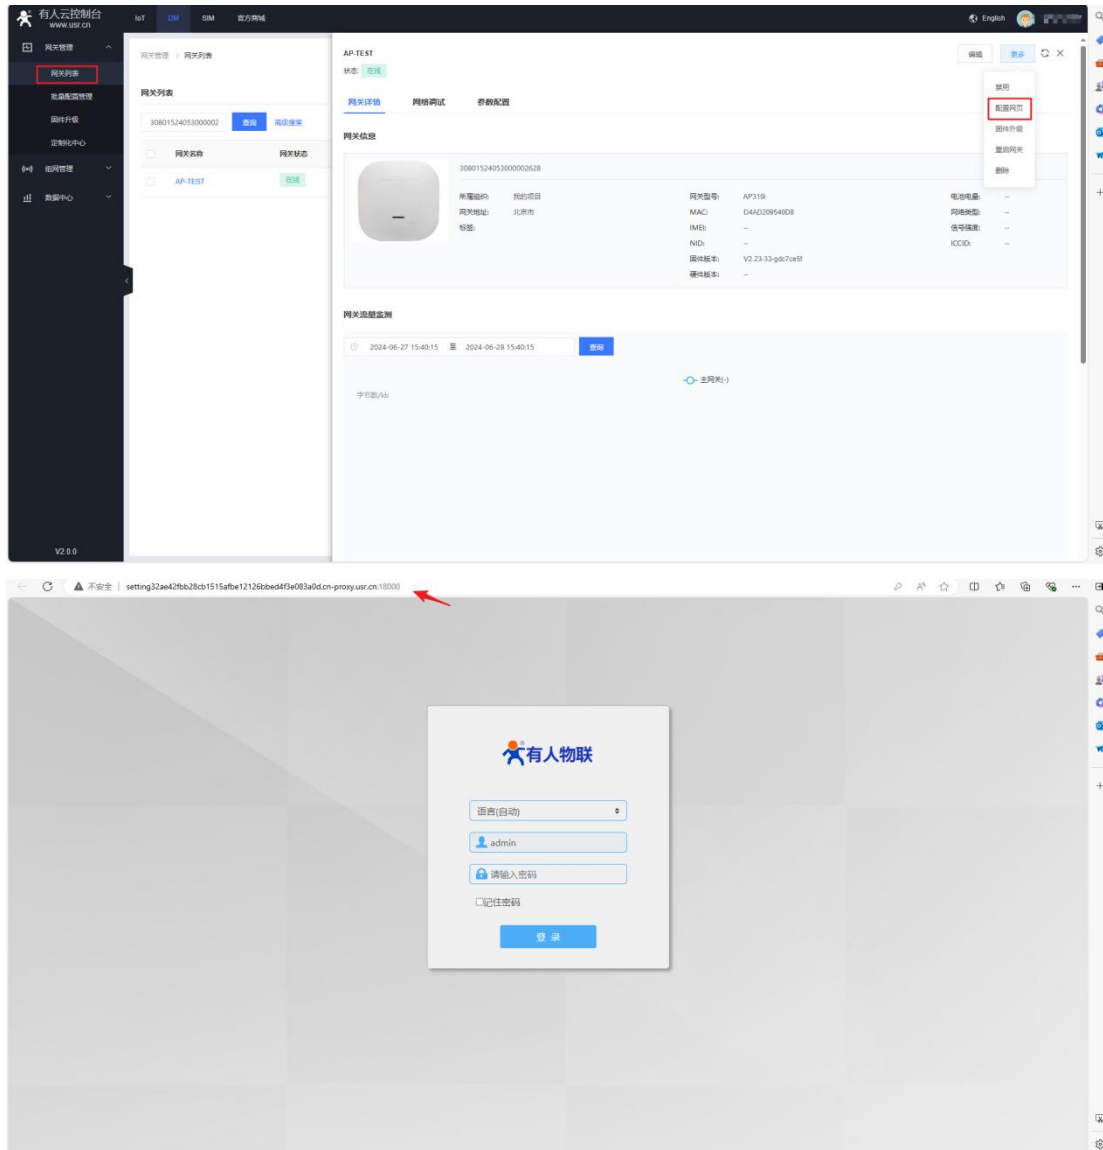 有人云控制台
www.usr.cn
IoT DM SIM 官方商城 English
网关管理
网关列表
批量配置管理
固件升级
定制化中心
组网管理
数据中心
V2.0.0
网关管理 > 网关列表
网关列表
30801524053000002 查询 高级搜索
网关名称 网关状态
AP-TEST 在线
AP-TEST
编辑 更多
状态: 在线
禁用
配置网页
固件升级
重启网关
删除
网关详情 网络调试 参数配置
网关信息
30801524053000002628
所属组织: 我的项目 网关型号: AP319I 电池电量: --
网关地址: 北京市 MAC: D4AD209540D8 网络类型: --
标签: IMEI: -- 信号强度: --
NID: -- ICCID: --
固件版本: V2.23-33-gdc7ce5f
硬件版本: --
网关流量监测
2024-06-27 15:40:15 至 2024-06-28 15:40:15 查询
主网关(-)
字节数/kb
不安全 setting32ae42fbb28cb1515afbe12126bbed4f3e083a0d.cn-proxy.usr.cn:18000
有人物联
语言(自动)
admin
请输入密码
记住密码
登 录